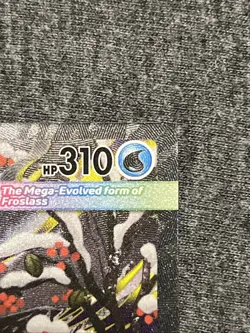 HP310
The Mega-Evolved form of
Froslass